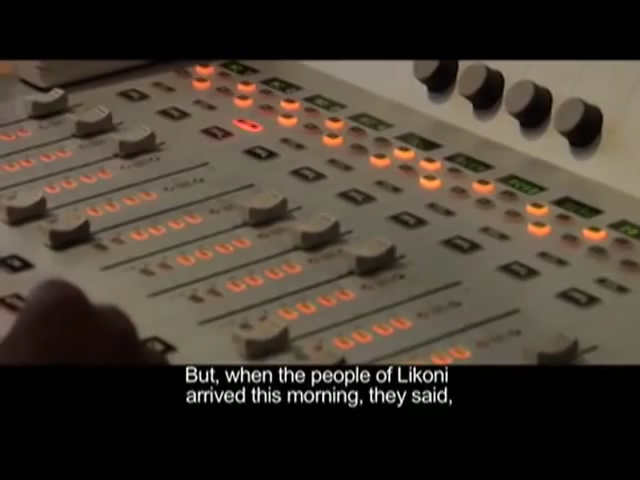 But, when the people of Likoni
arrived this morning, they said,